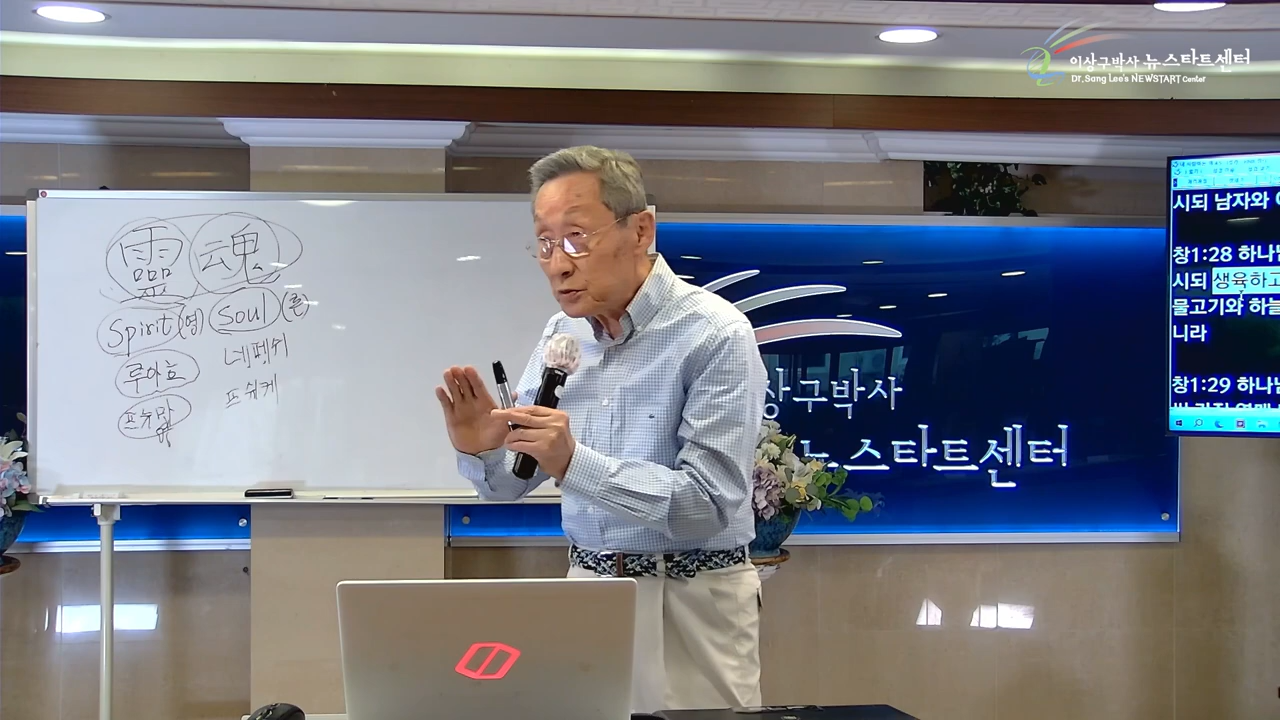 이상구박사 뉴스타트센터
Dr.Sang Lee's NEWSTART Center
靈魂
Spirit(영) Soul(혼)
루아흐 네펫쉬
프뉴마 프쉬케
상구박사
뉴스타트센터
시되 남자와
창1:28 하나님
시되 생육하고
물고기와 하늘
니라
창1:29 하나님